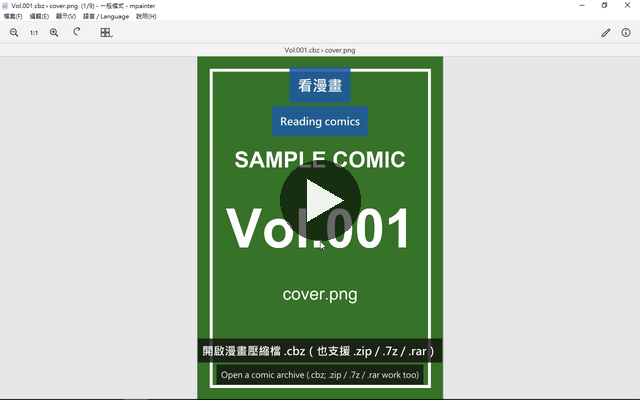 Vol.001.cbz › cover.png (1/9) - 一般樣式 - mpainter
檔案(F) 編輯(E) 顯示(V) 語言 / Language 說明(H)
1:1
Vol.001.cbz › cover.png
看漫畫
Reading comics
SAMPLE COMIC
Vol.001
cover.png
開啟漫畫壓縮檔 .cbz ( 也支援 .zip / .7z / .rar )
Open a comic archive (.cbz; .zip / .7z / .rar work too)